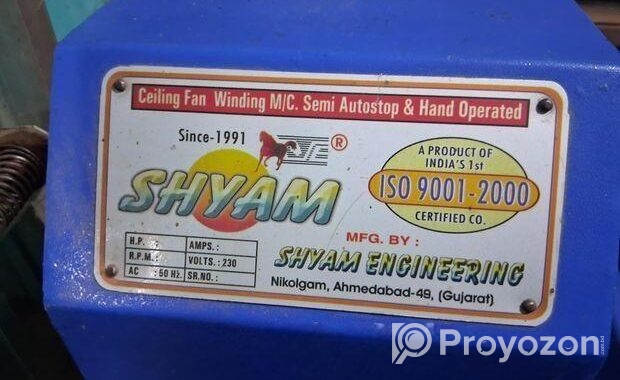 Ceiling Fan Winding M/C. Semi Autostop & Hand Operated
Since-1991
®
SHYAM
A PRODUCT OF
INDIA'S 1st
ISO 9001-2000
CERTIFIED CO.
MFG. BY :
SHYAM ENGINEERING
Nikolgam, Ahmedabad-49, (Gujarat)
H.P. : AMPS. :
R.P.M. : VOLTS. : 230
AC : 50 Hz. SR.NO. :
Proyozon